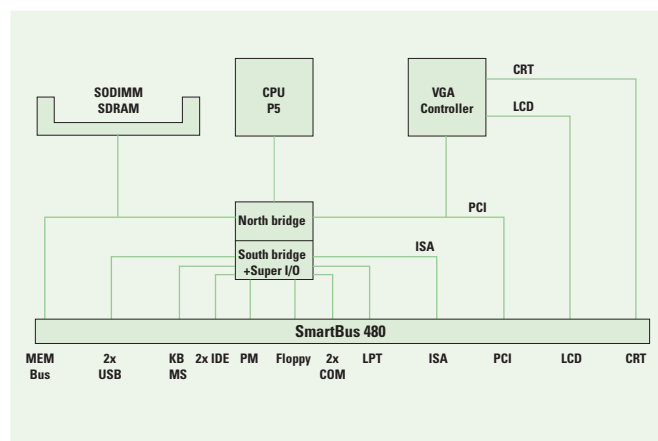 CRT
SODIMM
SDRAM
CPU
P5
VGA
Controller
LCD
PCI
North bridge
ISA
South bridge
+Super I/O
SmartBus 480
MEM
Bus
2x
USB
KB
MS
2x IDE
PM
Floppy
2x
COM
LPT
ISA
PCI
LCD
CRT